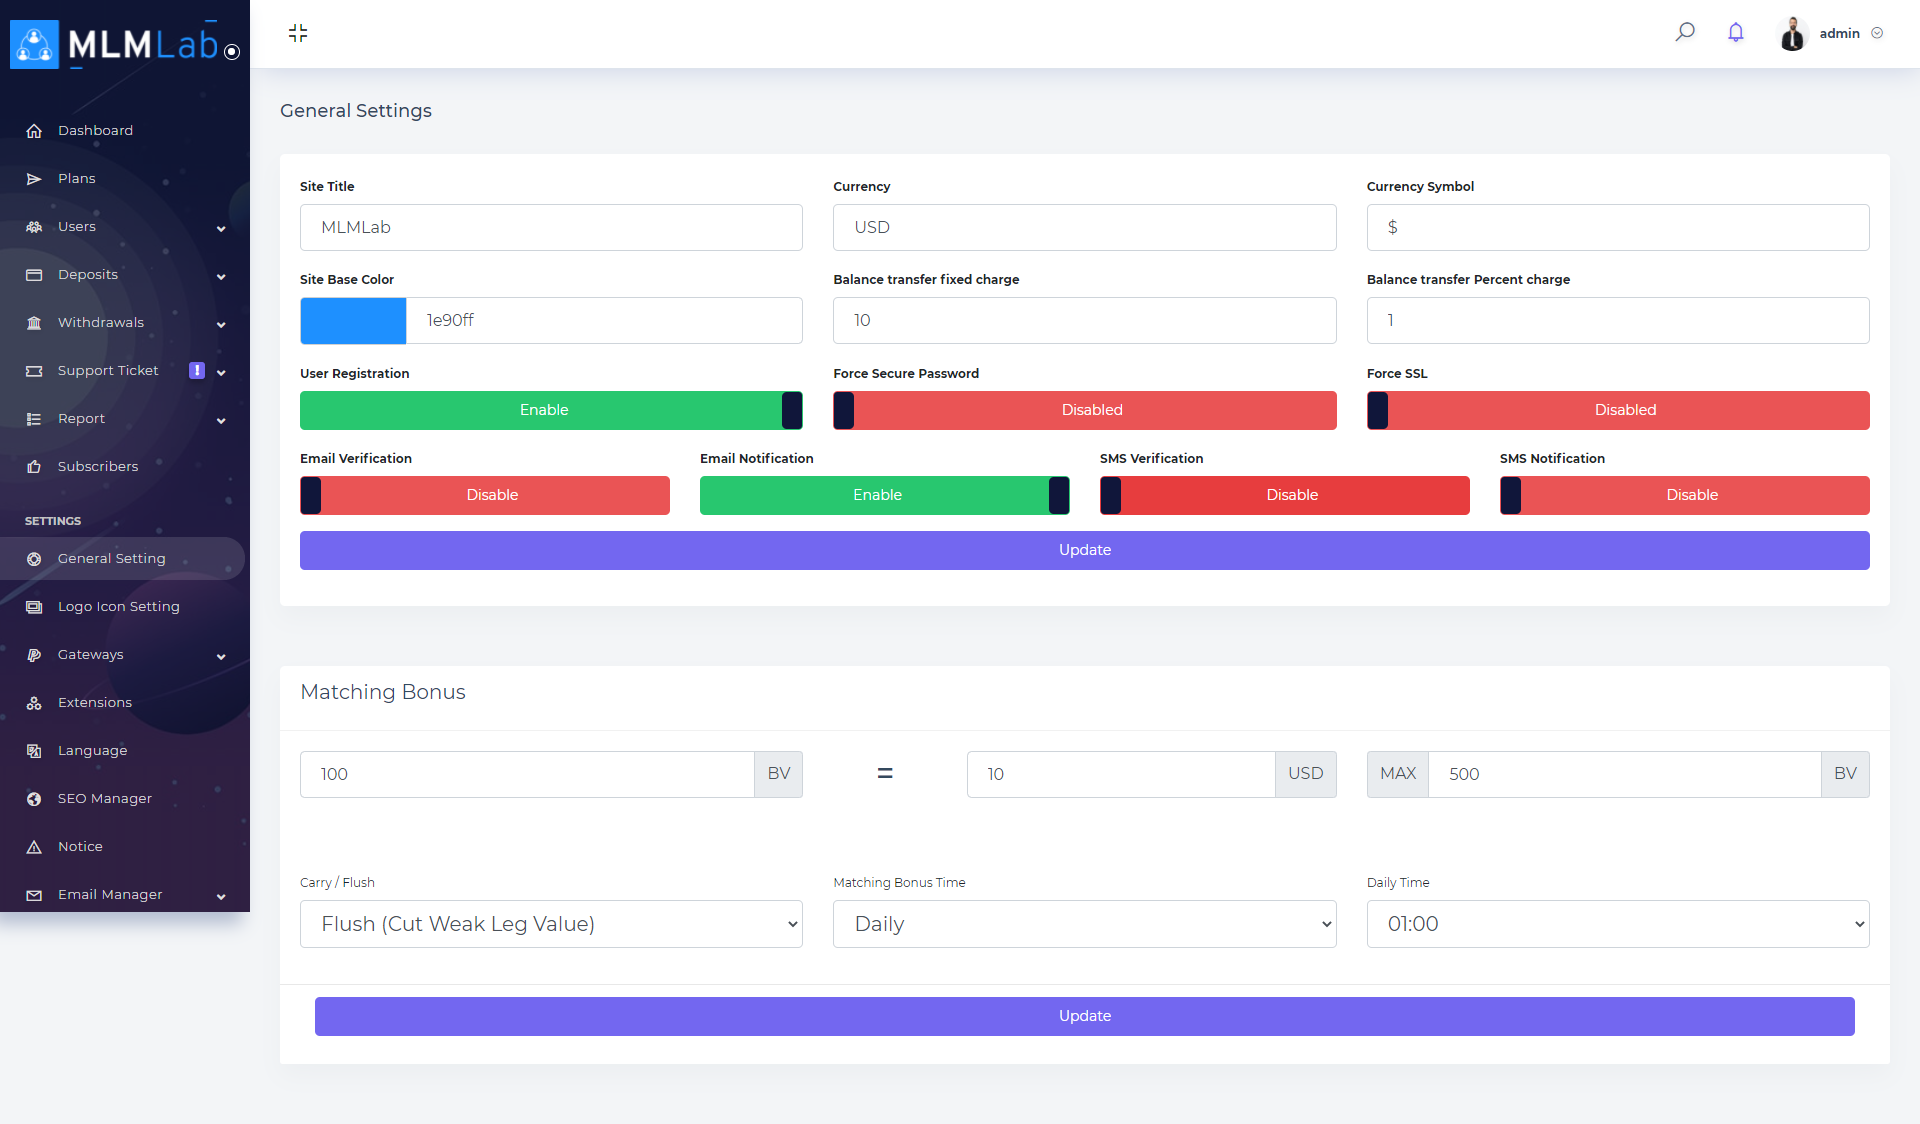 MLMLab
admin
Dashboard
Plans
Users
Deposits
Withdrawals
Support Ticket !
Report
Subscribers
SETTINGS
General Setting
Logo Icon Setting
Gateways
Extensions
Language
SEO Manager
Notice
Email Manager
General Settings
Site Title Currency Currency Symbol
MLMLab USD $
Site Base Color Balance transfer fixed charge Balance transfer Percent charge
1e90ff 10 1
User Registration Force Secure Password Force SSL
Enable Disabled Disabled
Email Verification Email Notification SMS Verification SMS Notification
Disable Enable Disable Disable
Update
Matching Bonus
100 BV = 10 USD MAX 500 BV
Carry / Flush Matching Bonus Time Daily Time
Flush (Cut Weak Leg Value) Daily 01:00
Update